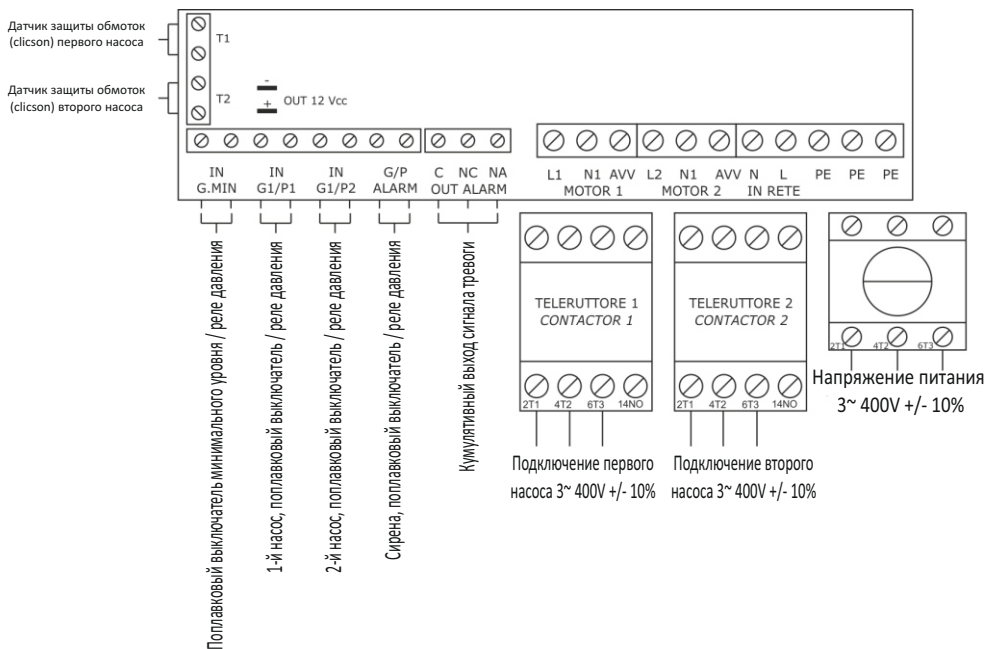 Датчик защиты обмоток
(clicson) первого насоса
T1
Датчик защиты обмоток
(clicson) второго насоса
T2
-
+
OUT 12 Vcc
IN
G.MIN
IN
G1/P1
IN
G1/P2
G/P
ALARM
C NC NA
OUT ALARM
L1 N1 AVV
MOTOR 1
L2 N1 AVV
MOTOR 2
N L
IN RETE
PE PE PE
Поплавковый выключатель минимального уровня / реле давления
1-й насос, поплавковый выключатель / реле давления
2-й насос, поплавковый выключатель / реле давления
Сирена, поплавковый выключатель / реле давления
Кумулятивный выход сигнала тревоги
TELERUTTORE 1
CONTACTOR 1
2T1 4T2 6T3 14NO
Подключение первого
насоса 3~ 400V +/- 10%
TELERUTTORE 2
CONTACTOR 2
2T1 4T2 6T3 14NO
Подключение второго
насоса 3~ 400V +/- 10%
2T1 4T2 6T3
Напряжение питания
3~ 400V +/- 10%